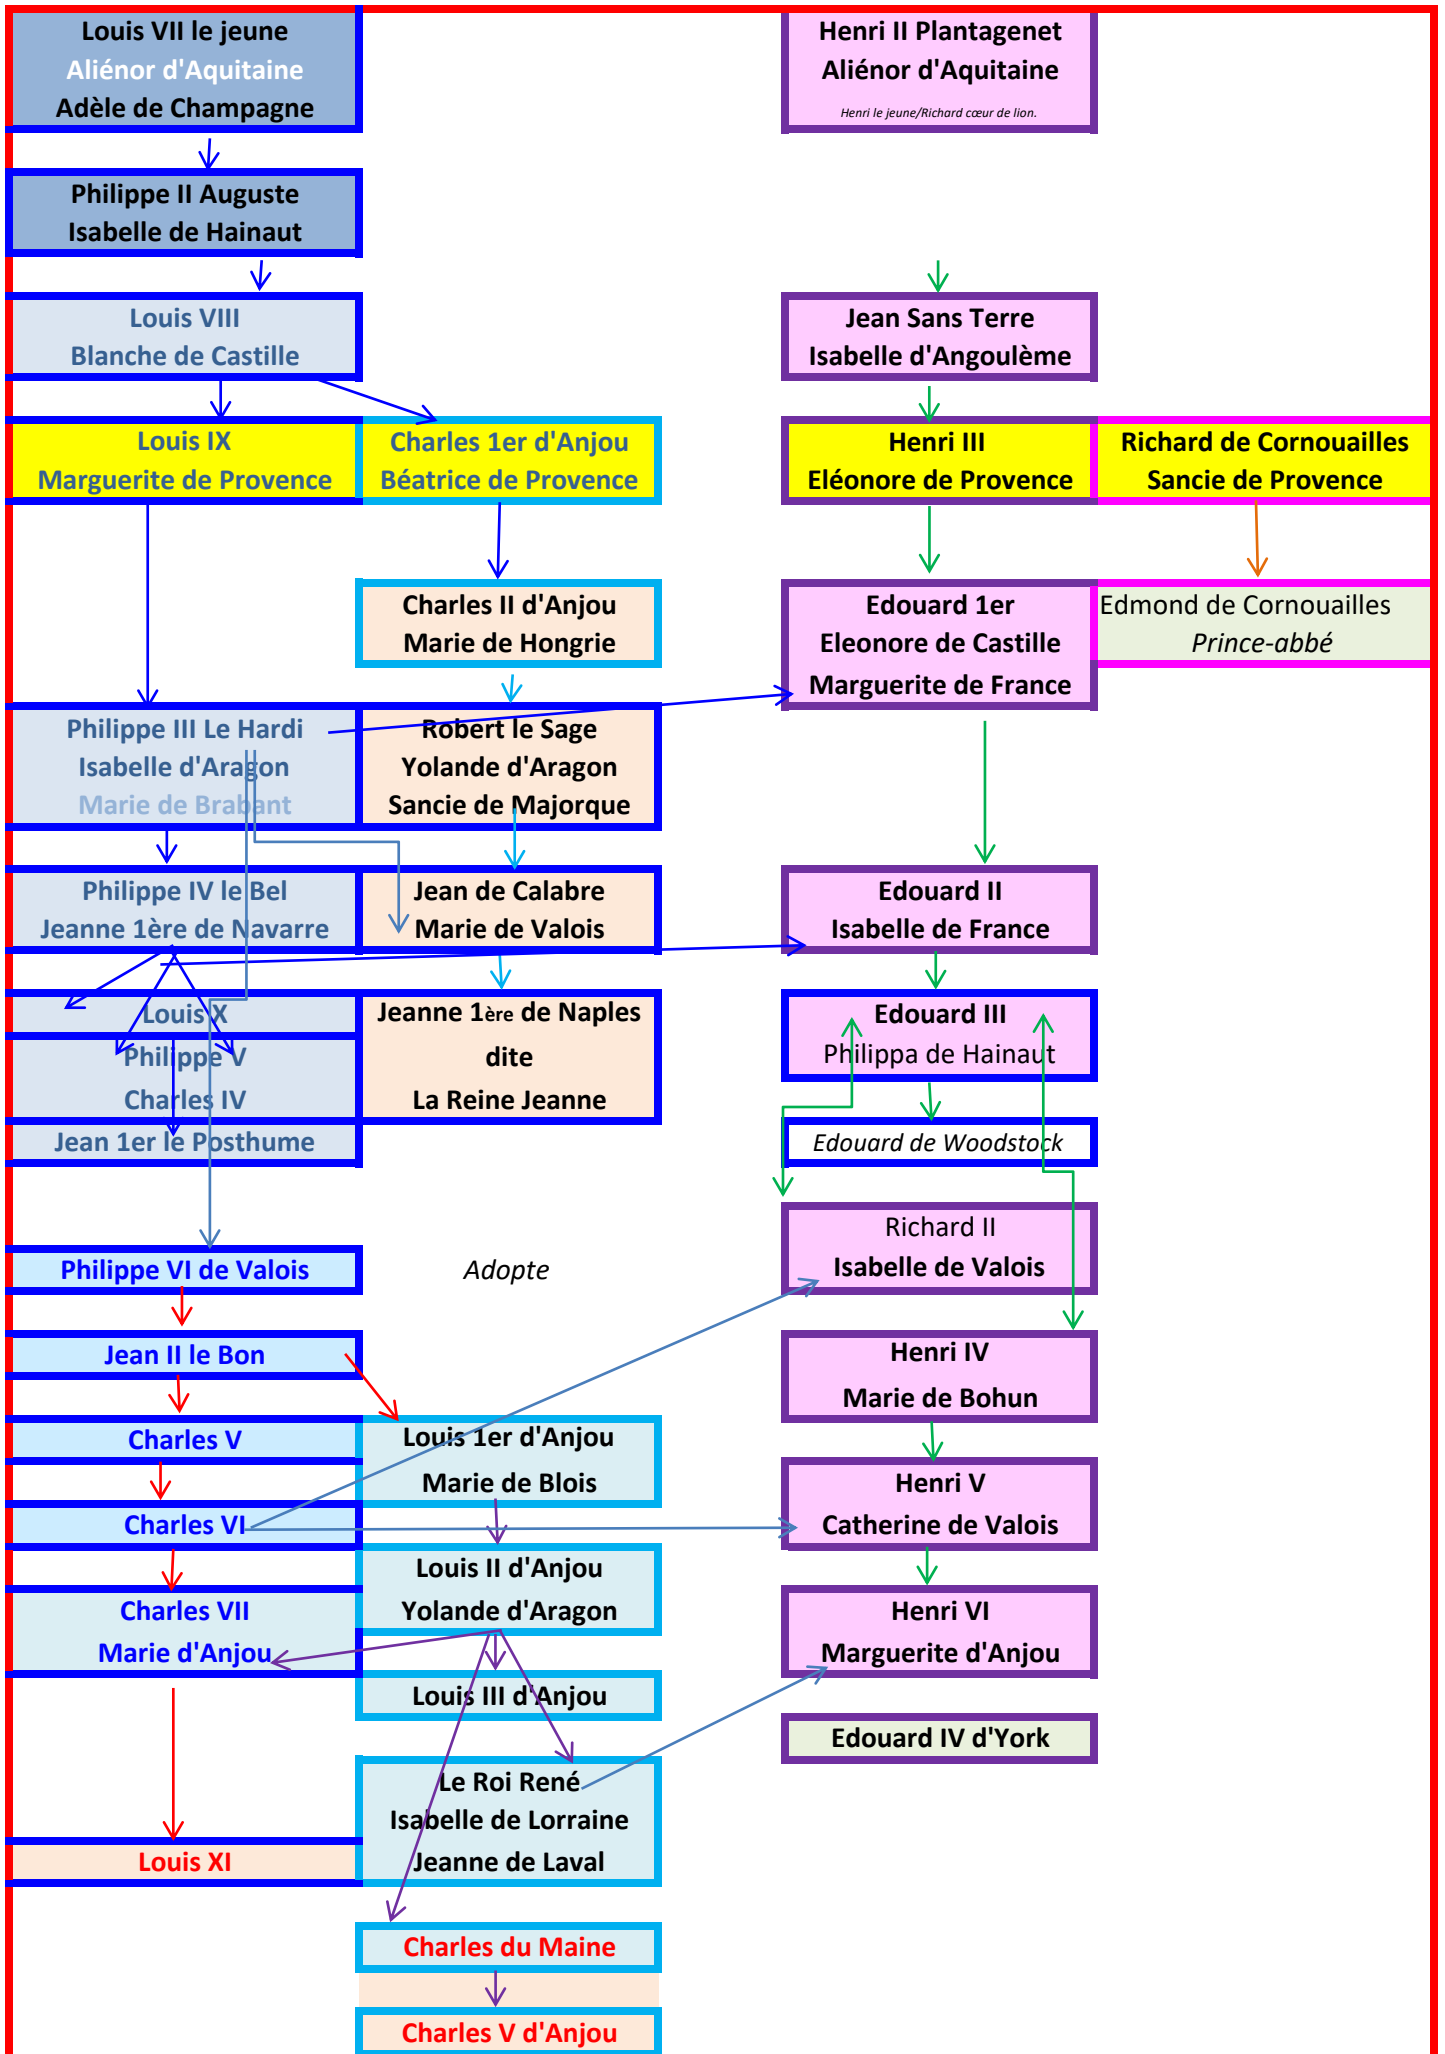 Louis VII le jeune
Aliénor d'Aquitaine
Adèle de Champagne
Henri II Plantagenet
Aliénor d'Aquitaine
Henri le jeune/Richard cœur de lion.
Philippe II Auguste
Isabelle de Hainaut
Louis VIII
Blanche de Castille
Jean Sans Terre
Isabelle d'Angoulème
Louis IX
Marguerite de Provence
Charles 1er d'Anjou
Béatrice de Provence
Henri III
Eléonore de Provence
Richard de Cornouailles
Sancie de Provence
Charles II d'Anjou
Marie de Hongrie
Edouard 1er
Eleonore de Castille
Marguerite de France
Edmond de Cornouailles
Prince-abbé
Philippe III Le Hardi
Isabelle d'Aragon
Marie de Brabant
Robert le Sage
Yolande d'Aragon
Sancie de Majorque
Philippe IV le Bel
Jeanne 1ère de Navarre
Jean de Calabre
Marie de Valois
Edouard II
Isabelle de France
Louis X
Philippe V
Charles IV
Jean 1er le Posthume
Jeanne 1ère de Naples
dite
La Reine Jeanne
Edouard III
Philippa de Hainaut
Edouard de Woodstock
Richard II
Isabelle de Valois
Philippe VI de Valois
Adopte
Jean II le Bon
Henri IV
Marie de Bohun
Charles V
Louis 1er d'Anjou
Marie de Blois
Henri V
Catherine de Valois
Charles VI
Louis II d'Anjou
Yolande d'Aragon
Charles VII
Marie d'Anjou
Henri VI
Marguerite d'Anjou
Louis III d'Anjou
Edouard IV d'York
Le Roi René
Isabelle de Lorraine
Jeanne de Laval
Louis XI
Charles du Maine
Charles V d'Anjou